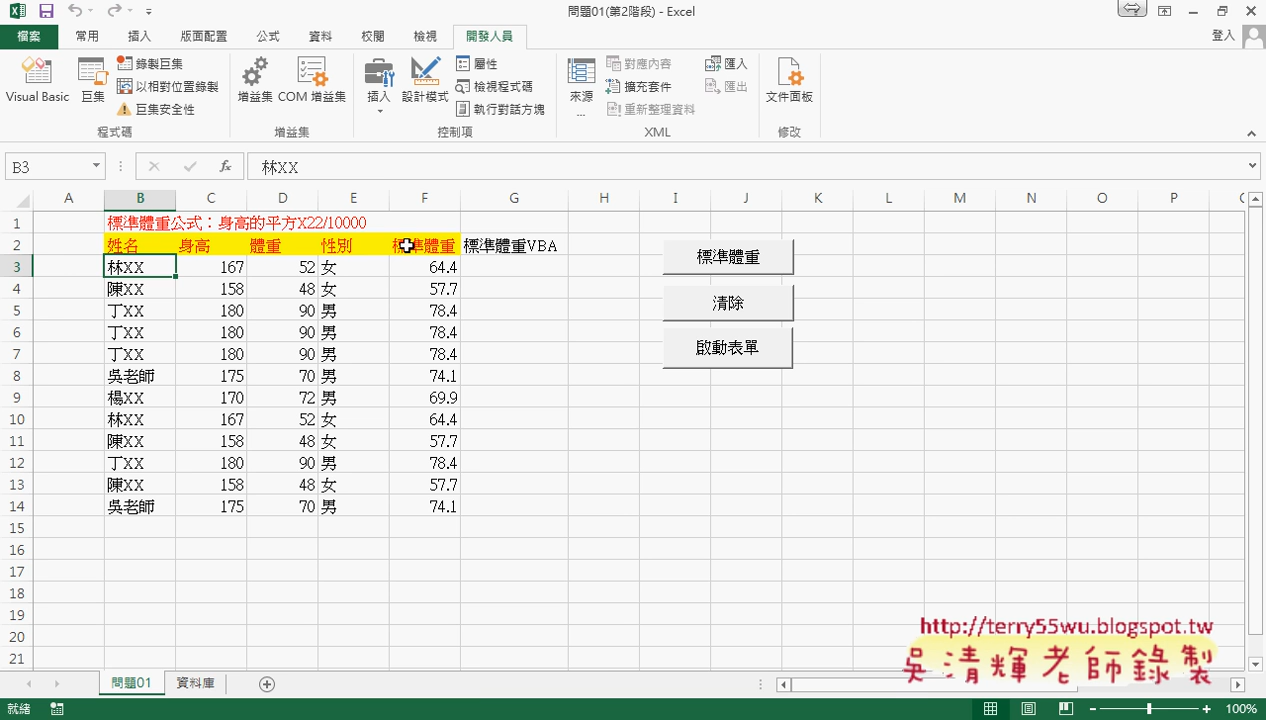 問題01(第2階段) - Excel
檔案 常用 插入 版面配置 公式 資料 校閱 檢視 開發人員 登入
Visual Basic 巨集 錄製巨集 以相對位置錄製 巨集安全性 程式碼
增益集 COM 增益集 增益集
插入 設計模式 屬性 檢視程式碼 執行對話方塊 控制項
來源 ... 對應內容 擴充套件 重新整理資料 匯入 匯出 XML
文件面板 修改
B3 fx 林XX
A B C D E F G H I J K L M N O P
1 標準體重公式：身高的平方X22/10000
2 姓名 身高 體重 性別 標準體重 標準體重VBA
3 林XX 167 52 女 64.4
4 陳XX 158 48 女 57.7
5 丁XX 180 90 男 78.4
6 丁XX 180 90 男 78.4
7 丁XX 180 90 男 78.4
8 吳老師 175 70 男 74.1
9 楊XX 170 72 男 69.9
10 林XX 167 52 女 64.4
11 陳XX 158 48 女 57.7
12 丁XX 180 90 男 78.4
13 陳XX 158 48 女 57.7
14 吳老師 175 70 男 74.1
15
16
17
18
19
20
21
標準體重
清除
啟動表單
http://terry55wu.blogspot.tw
吳清輝老師錄製
問題01 資料庫
就緒 100%